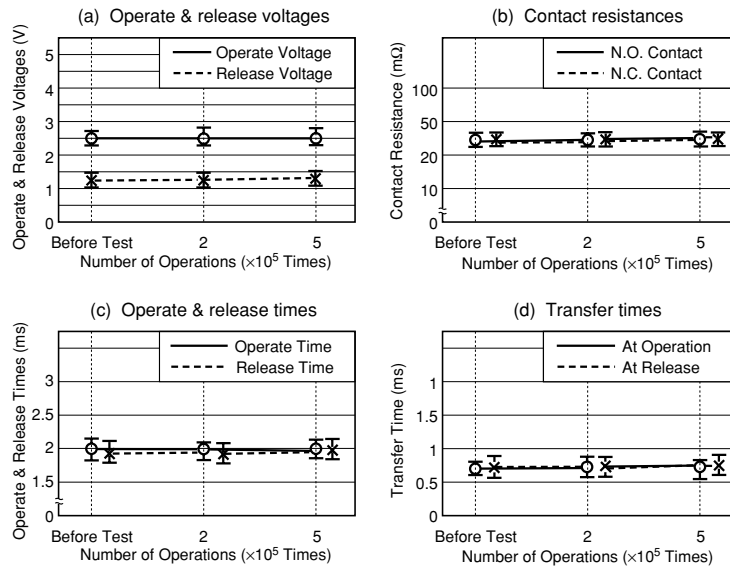 (a) Operate & release voltages
Operate & Release Voltages (V)
5
4
3
2
1
0
Operate Voltage
Release Voltage
Before Test 2 5
Number of Operations (×10⁵ Times)
(b) Contact resistances
Contact Resistance (mΩ)
100
50
20
10
0
N.O. Contact
N.C. Contact
Before Test 2 5
Number of Operations (×10⁵ Times)
(c) Operate & release times
Operate & Release Times (ms)
3
2.5
2
1.5
0
Operate Time
Release Time
Before Test 2 5
Number of Operations (×10⁵ Times)
(d) Transfer times
Transfer Time (ms)
1
1
0.5
0
At Operation
At Release
Before Test 2 5
Number of Operations (×10⁵ Times)